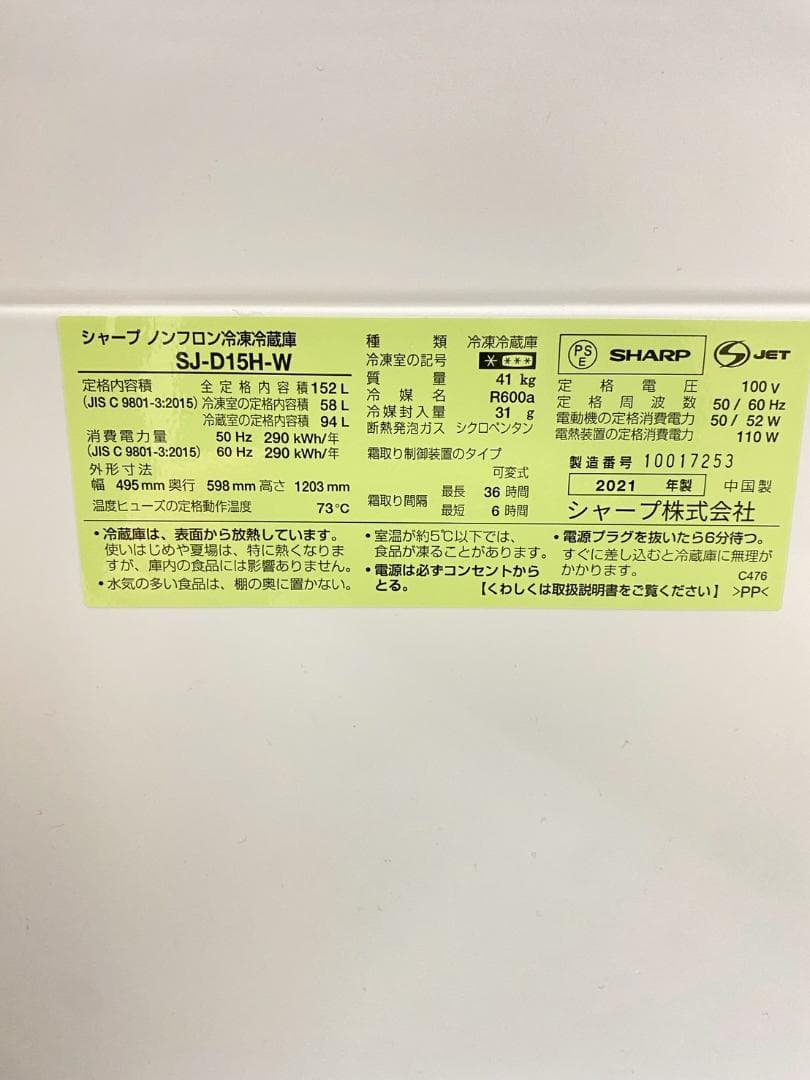 シャープ ノンフロン冷凍冷蔵庫
SJ-D15H-W
定格内容積 全定格内容積 152 L
(JIS C 9801-3:2015) 冷凍室の定格内容積 58 L
冷蔵室の定格内容積 94 L
消費電力量 50 Hz 290 kWh/年
(JIS C 9801-3:2015) 60 Hz 290 kWh/年
外形寸法
幅 495mm 奥行 598mm 高さ 1203mm
温度ヒューズの定格動作温度 73℃
種類 冷凍冷蔵庫
冷凍室の記号 * ***
質量 41 kg
冷媒名 R600a
冷媒封入量 31 g
断熱発泡ガス シクロペンタン
霜取り制御装置のタイプ
可変式
霜取り間隔 最長 36 時間
最短 6 時間
PSE SHARP S JET
定格電圧 100 V
定格周波数 50 / 60 Hz
電動機の定格消費電力 50 / 52 W
電熱装置の定格消費電力 110 W
製造番号 10017253
2021 年製 中国製
シャープ株式会社
・冷蔵庫は、表面から放熱しています。
使いはじめや夏場は、特に熱くなりま
すが、庫内の食品には影響ありません。
・水気の多い食品は、棚の奥に置かない。
・室温が約5℃以下では、
食品が凍ることがあります。
・電源は必ずコンセントから
とる。
・電源プラグを抜いたら6分待つ。
すぐに差し込むと冷蔵庫に無理が
かかります。 C476
【くわしくは取扱説明書をご覧ください】 >PP<